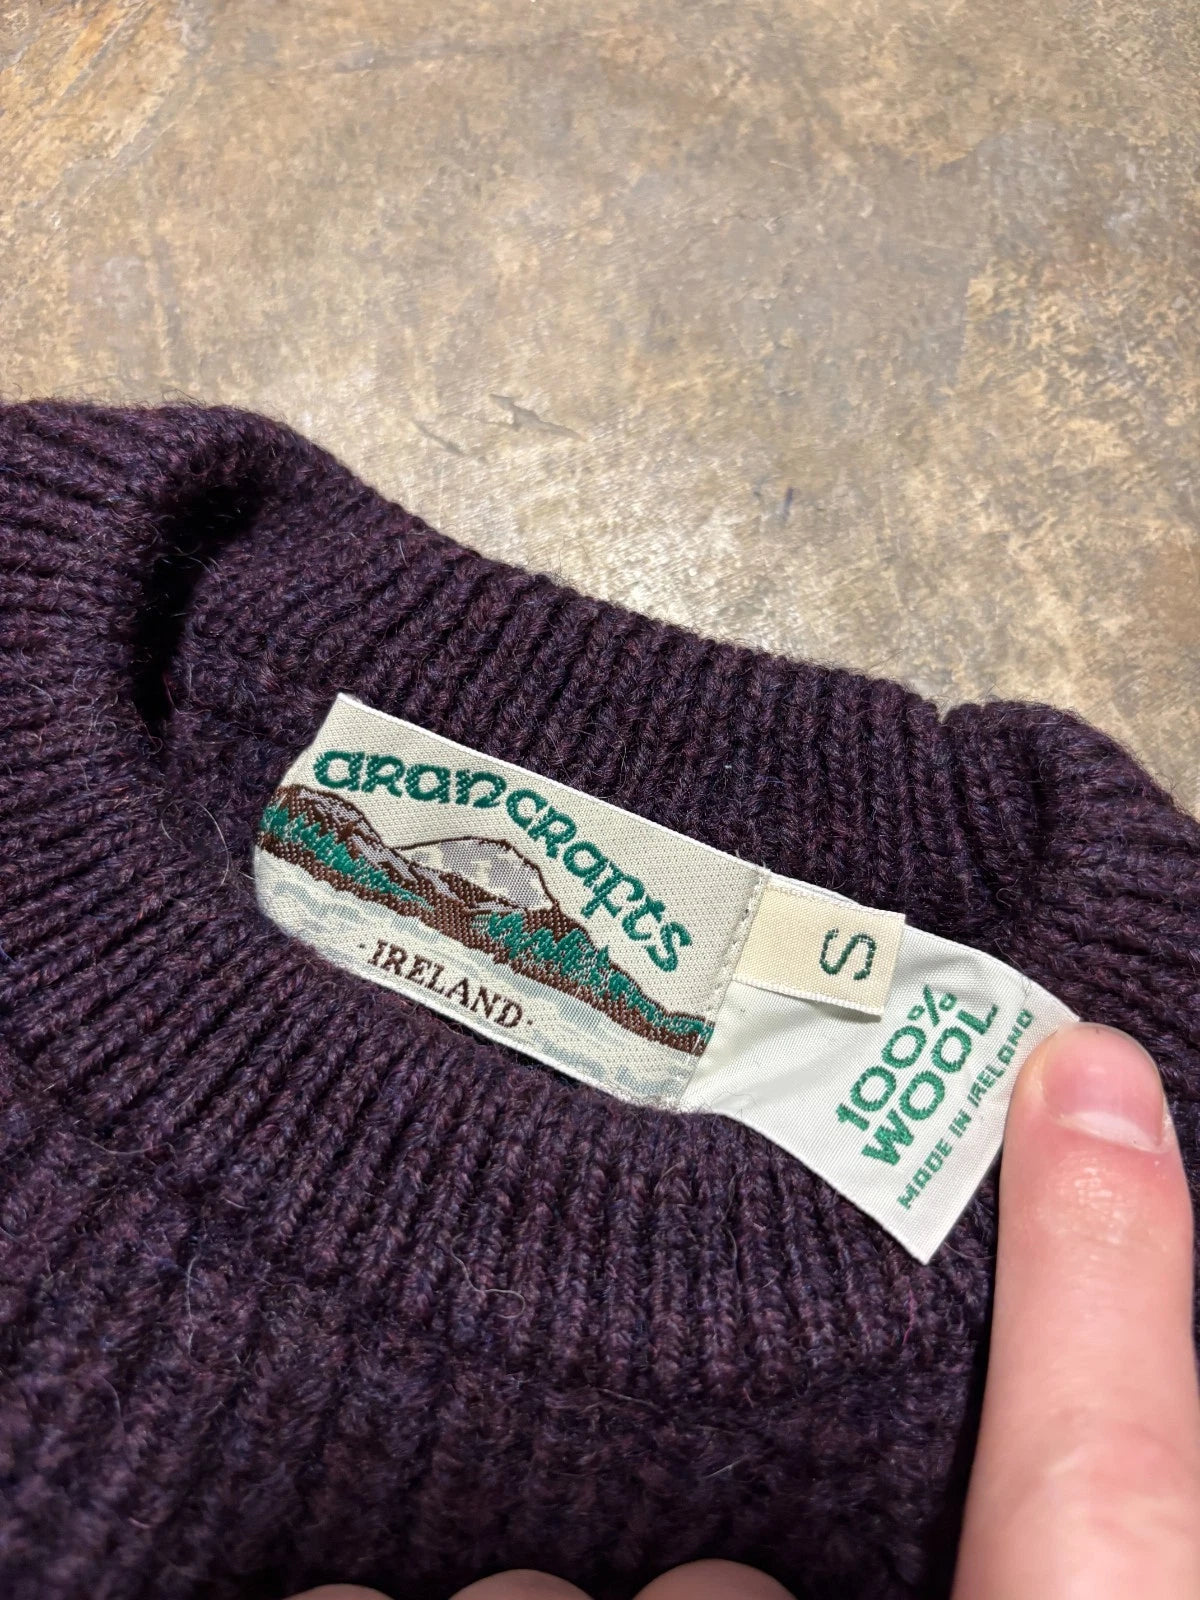 arancrafts
· IRELAND ·
S
100%
WOOL
MADE IN IRELAND